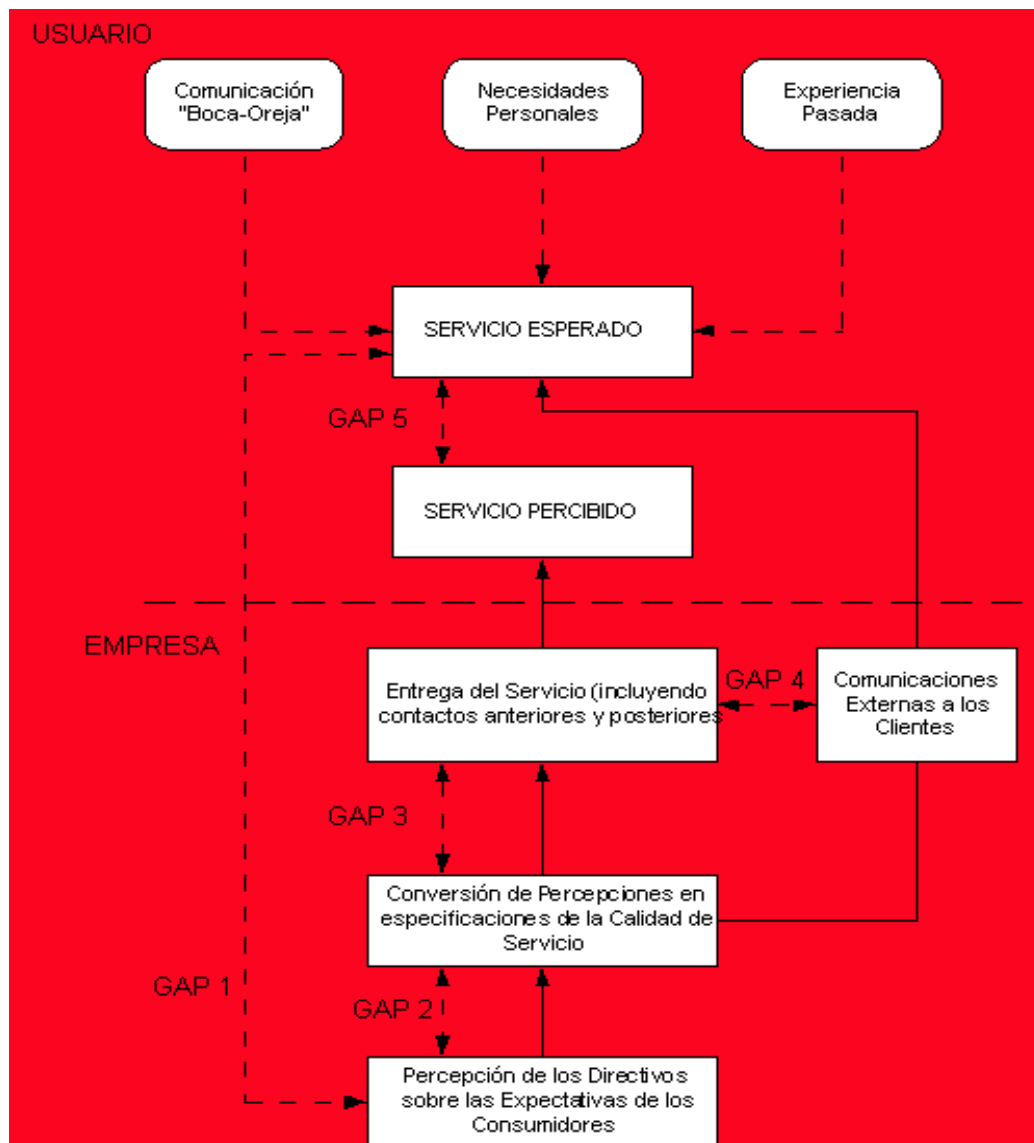 USUARIO
Comunicación
"Boca-Oreja"
Necesidades
Personales
Experiencia
Pasada
SERVICIO ESPERADO
GAP 5
SERVICIO PERCIBIDO
EMPRESA
Entrega del Servicio (incluyendo
contactos anteriores y posteriores
GAP 4
Comunicaciones
Externas a los
Clientes
GAP 3
Conversión de Percepciones en
especificaciones de la Calidad de
Servicio
GAP 1
GAP 2
Percepción de los Directivos
sobre las Expectativas de los
Consumidores